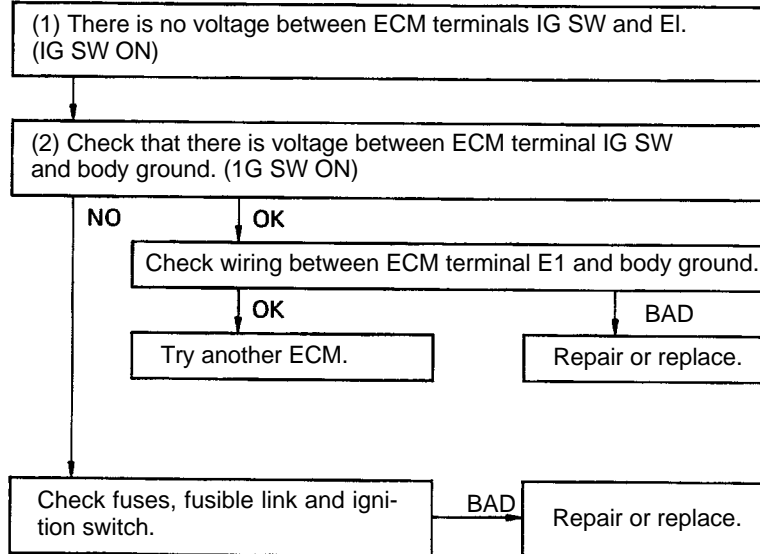 (1) There is no voltage between ECM terminals IG SW and El.
(IG SW ON)
(2) Check that there is voltage between ECM terminal IG SW
and body ground. (1G SW ON)
NO
OK
Check wiring between ECM terminal E1 and body ground.
OK
BAD
Try another ECM.
Repair or replace.
Check fuses, fusible link and igni-
tion switch.
BAD
Repair or replace.